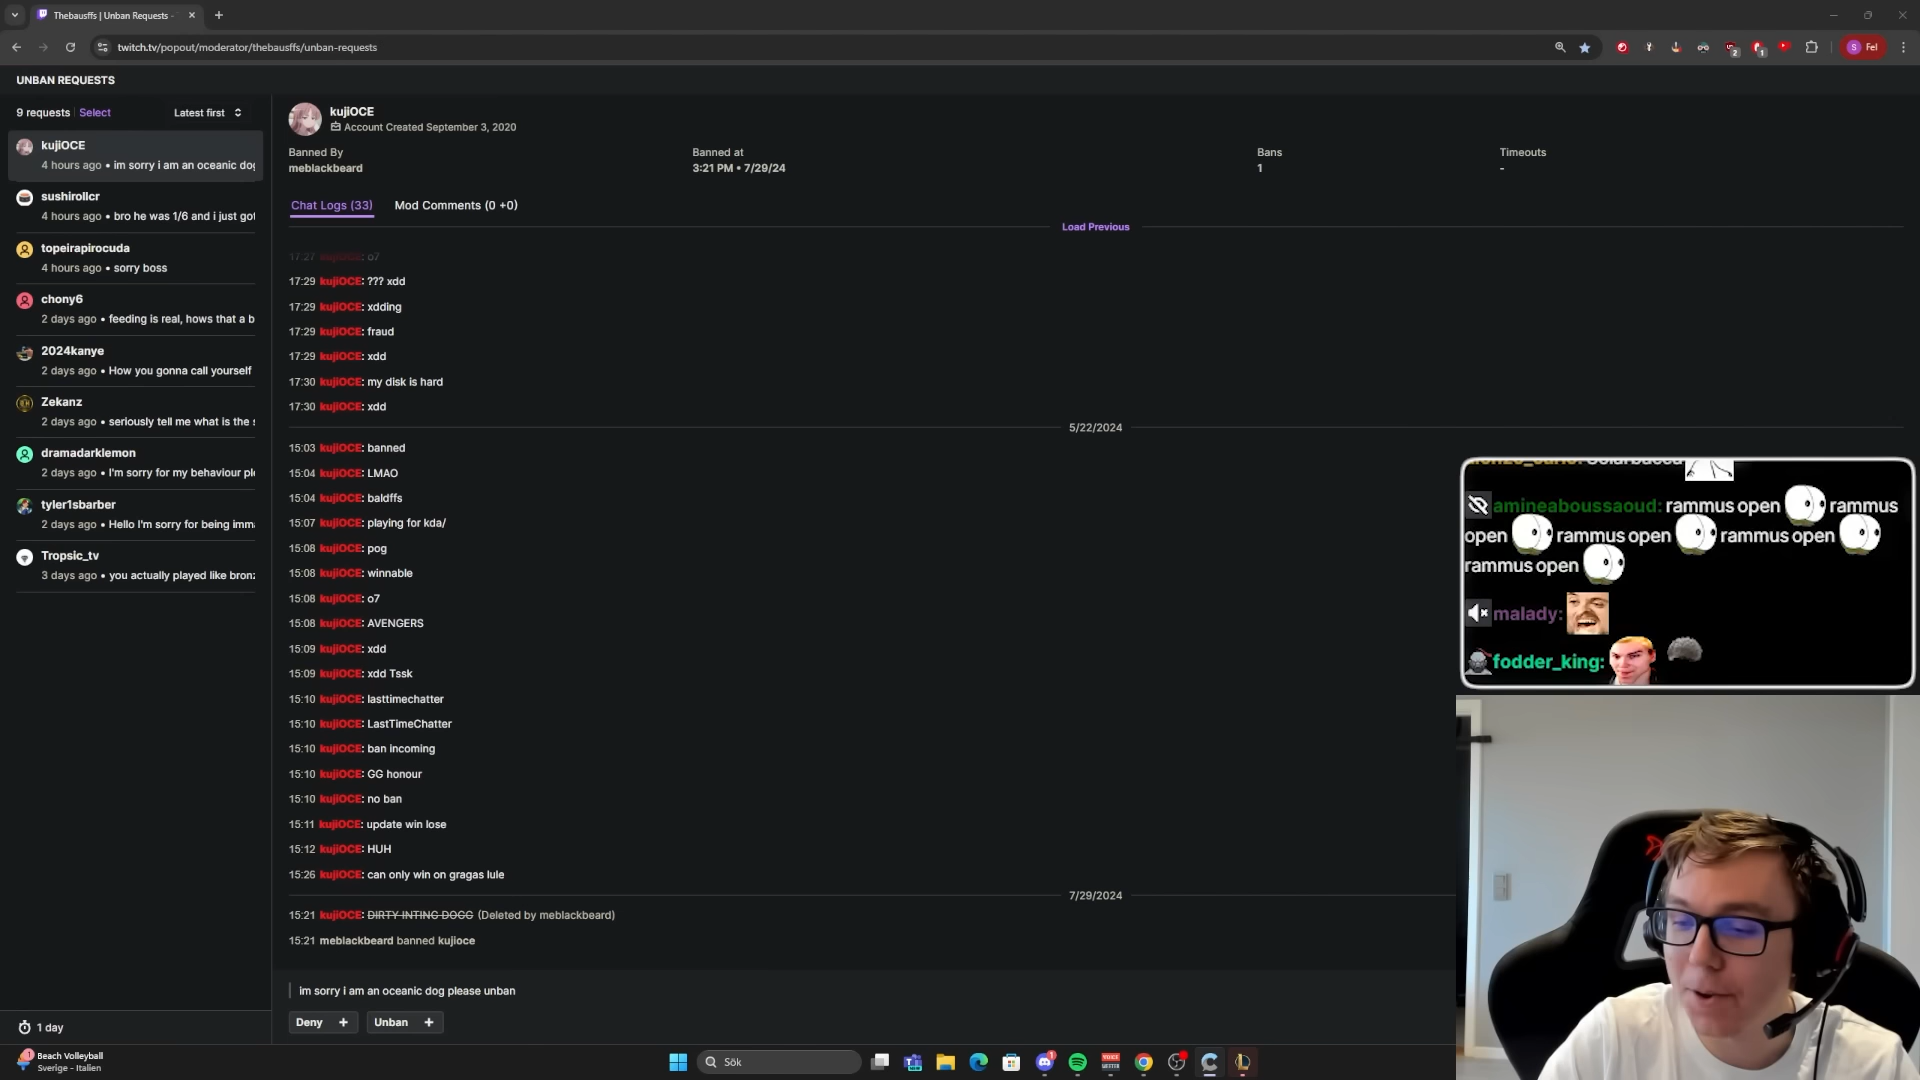 Thebausffs | Unban Requests -
twitch.tv/popout/moderator/thebausffs/unban-requests
2
1
S
Fel
UNBAN REQUESTS
9 requests
Select
Latest first
kujiOCE
4 hours ago • im sorry i am an oceanic dog
sushirollcr
4 hours ago • bro he was 1/6 and i just got
topeirapirocuda
4 hours ago • sorry boss
chony6
2 days ago • feeding is real, hows that a b
2024kanye
2 days ago • How you gonna call yourself
Zekanz
2 days ago • seriously tell me what is the s
dramadarklemon
2 days ago • I'm sorry for my behaviour ple
tyler1sbarber
2 days ago • Hello I'm sorry for being imma
Tropsic_tv
3 days ago • you actually played like bronz
1 day
kujiOCE
Account Created September 3, 2020
Banned By
meblackbeard
Banned at
3:21 PM • 7/29/24
Bans
1
Timeouts
-
Chat Logs (33)
Mod Comments (0 +0)
Load Previous
17:27 kujiOCE: o7
17:29 kujiOCE: ??? xdd
17:29 kujiOCE: xdding
17:29 kujiOCE: fraud
17:29 kujiOCE: xdd
17:30 kujiOCE: my disk is hard
17:30 kujiOCE: xdd
5/22/2024
15:03 kujiOCE: banned
15:04 kujiOCE: LMAO
15:04 kujiOCE: baldffs
15:07 kujiOCE: playing for kda/
15:08 kujiOCE: pog
15:08 kujiOCE: winnable
15:08 kujiOCE: o7
15:08 kujiOCE: AVENGERS
15:09 kujiOCE: xdd
15:09 kujiOCE: xdd Tssk
15:10 kujiOCE: lasttimechatter
15:10 kujiOCE: LastTimeChatter
15:10 kujiOCE: ban incoming
15:10 kujiOCE: GG honour
15:10 kujiOCE: no ban
15:11 kujiOCE: update win lose
15:12 kujiOCE: HUH
15:26 kujiOCE: can only win on gragas lule
7/29/2024
15:21 kujiOCE: DIRTY INTING DOGG (Deleted by meblackbeard)
15:21 meblackbeard banned kujioce
im sorry i am an oceanic dog please unban
Deny +
Unban +
amineaboussaoud: rammus open rammus
open rammus open rammus open
rammus open
malady:
fodder_king:
1
Beach Volleyball
Sverige - Italien
Sök
1